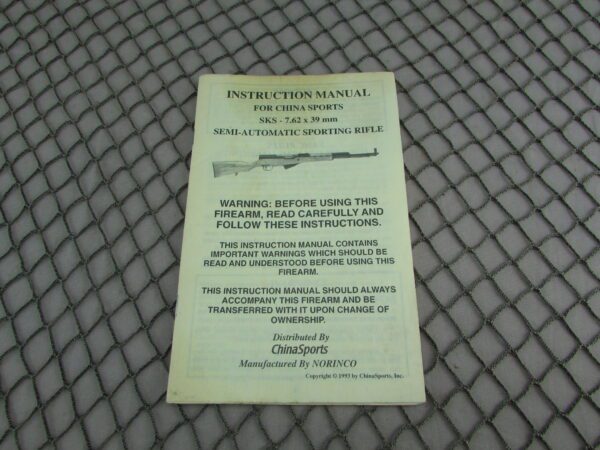 INSTRUCTION MANUAL
FOR CHINA SPORTS
SKS - 7.62 x 39 mm
SEMI-AUTOMATIC SPORTING RIFLE
WARNING: BEFORE USING THIS
FIREARM, READ CAREFULLY AND
FOLLOW THESE INSTRUCTIONS.
THIS INSTRUCTION MANUAL CONTAINS
IMPORTANT WARNINGS WHICH SHOULD BE
READ AND UNDERSTOOD BEFORE USING THIS
FIREARM.
THIS INSTRUCTION MANUAL SHOULD ALWAYS
ACCOMPANY THIS FIREARM AND BE
TRANSFERRED WITH IT UPON CHANGE OF
OWNERSHIP.
Distributed By
ChinaSports
Manufactured By NORINCO
Copyright © 1993 by ChinaSports, Inc.